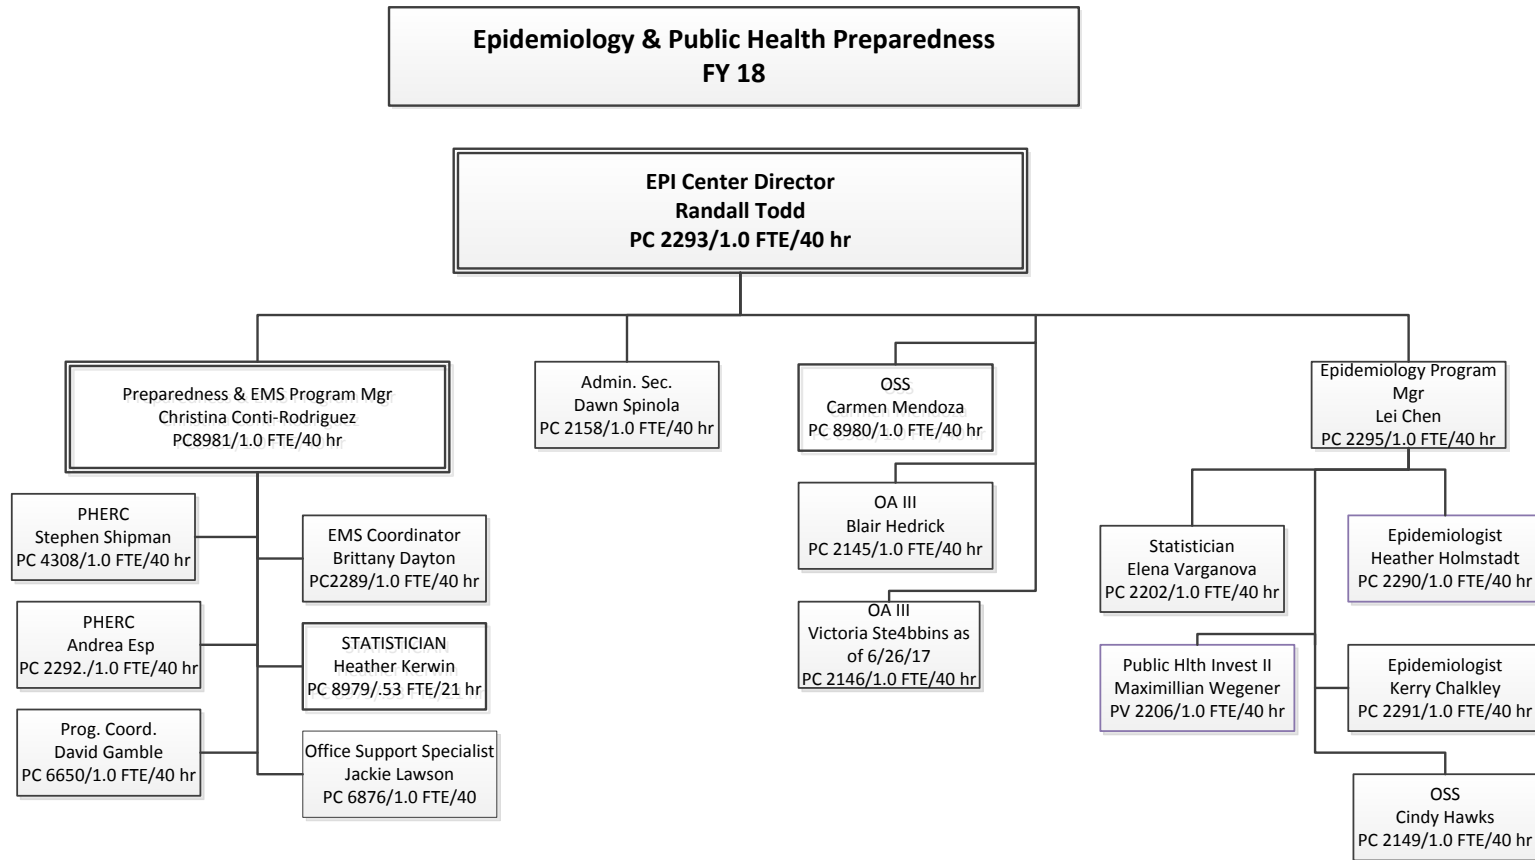 Epidemiology & Public Health Preparedness
FY 18
EPI Center Director
Randall Todd
PC 2293/1.0 FTE/40 hr
Preparedness & EMS Program Mgr
Christina Conti-Rodriguez
PC8981/1.0 FTE/40 hr
Admin. Sec.
Dawn Spinola
PC 2158/1.0 FTE/40 hr
OSS
Carmen Mendoza
PC 8980/1.0 FTE/40 hr
Epidemiology Program
Mgr
Lei Chen
PC 2295/1.0 FTE/40 hr
PHERC
Stephen Shipman
PC 4308/1.0 FTE/40 hr
EMS Coordinator
Brittany Dayton
PC2289/1.0 FTE/40 hr
OA III
Blair Hedrick
PC 2145/1.0 FTE/40 hr
Statistician
Elena Varganova
PC 2202/1.0 FTE/40 hr
Epidemiologist
Heather Holmstadt
PC 2290/1.0 FTE/40 hr
PHERC
Andrea Esp
PC 2292./1.0 FTE/40 hr
STATISTICIAN
Heather Kerwin
PC 8979/.53 FTE/21 hr
OA III
Victoria Ste4bbins as
of 6/26/17
PC 2146/1.0 FTE/40 hr
Public Hlth Invest II
Maximillian Wegener
PV 2206/1.0 FTE/40 hr
Epidemiologist
Kerry Chalkley
PC 2291/1.0 FTE/40 hr
Prog. Coord.
David Gamble
PC 6650/1.0 FTE/40 hr
Office Support Specialist
Jackie Lawson
PC 6876/1.0 FTE/40
OSS
Cindy Hawks
PC 2149/1.0 FTE/40 hr